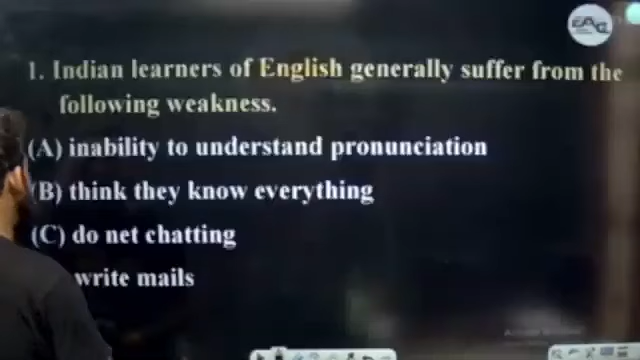 1. Indian learners of English generally suffer from the
following weakness.
(A) inability to understand pronunciation
(B) think they know everything
(C) do net chatting
write mails